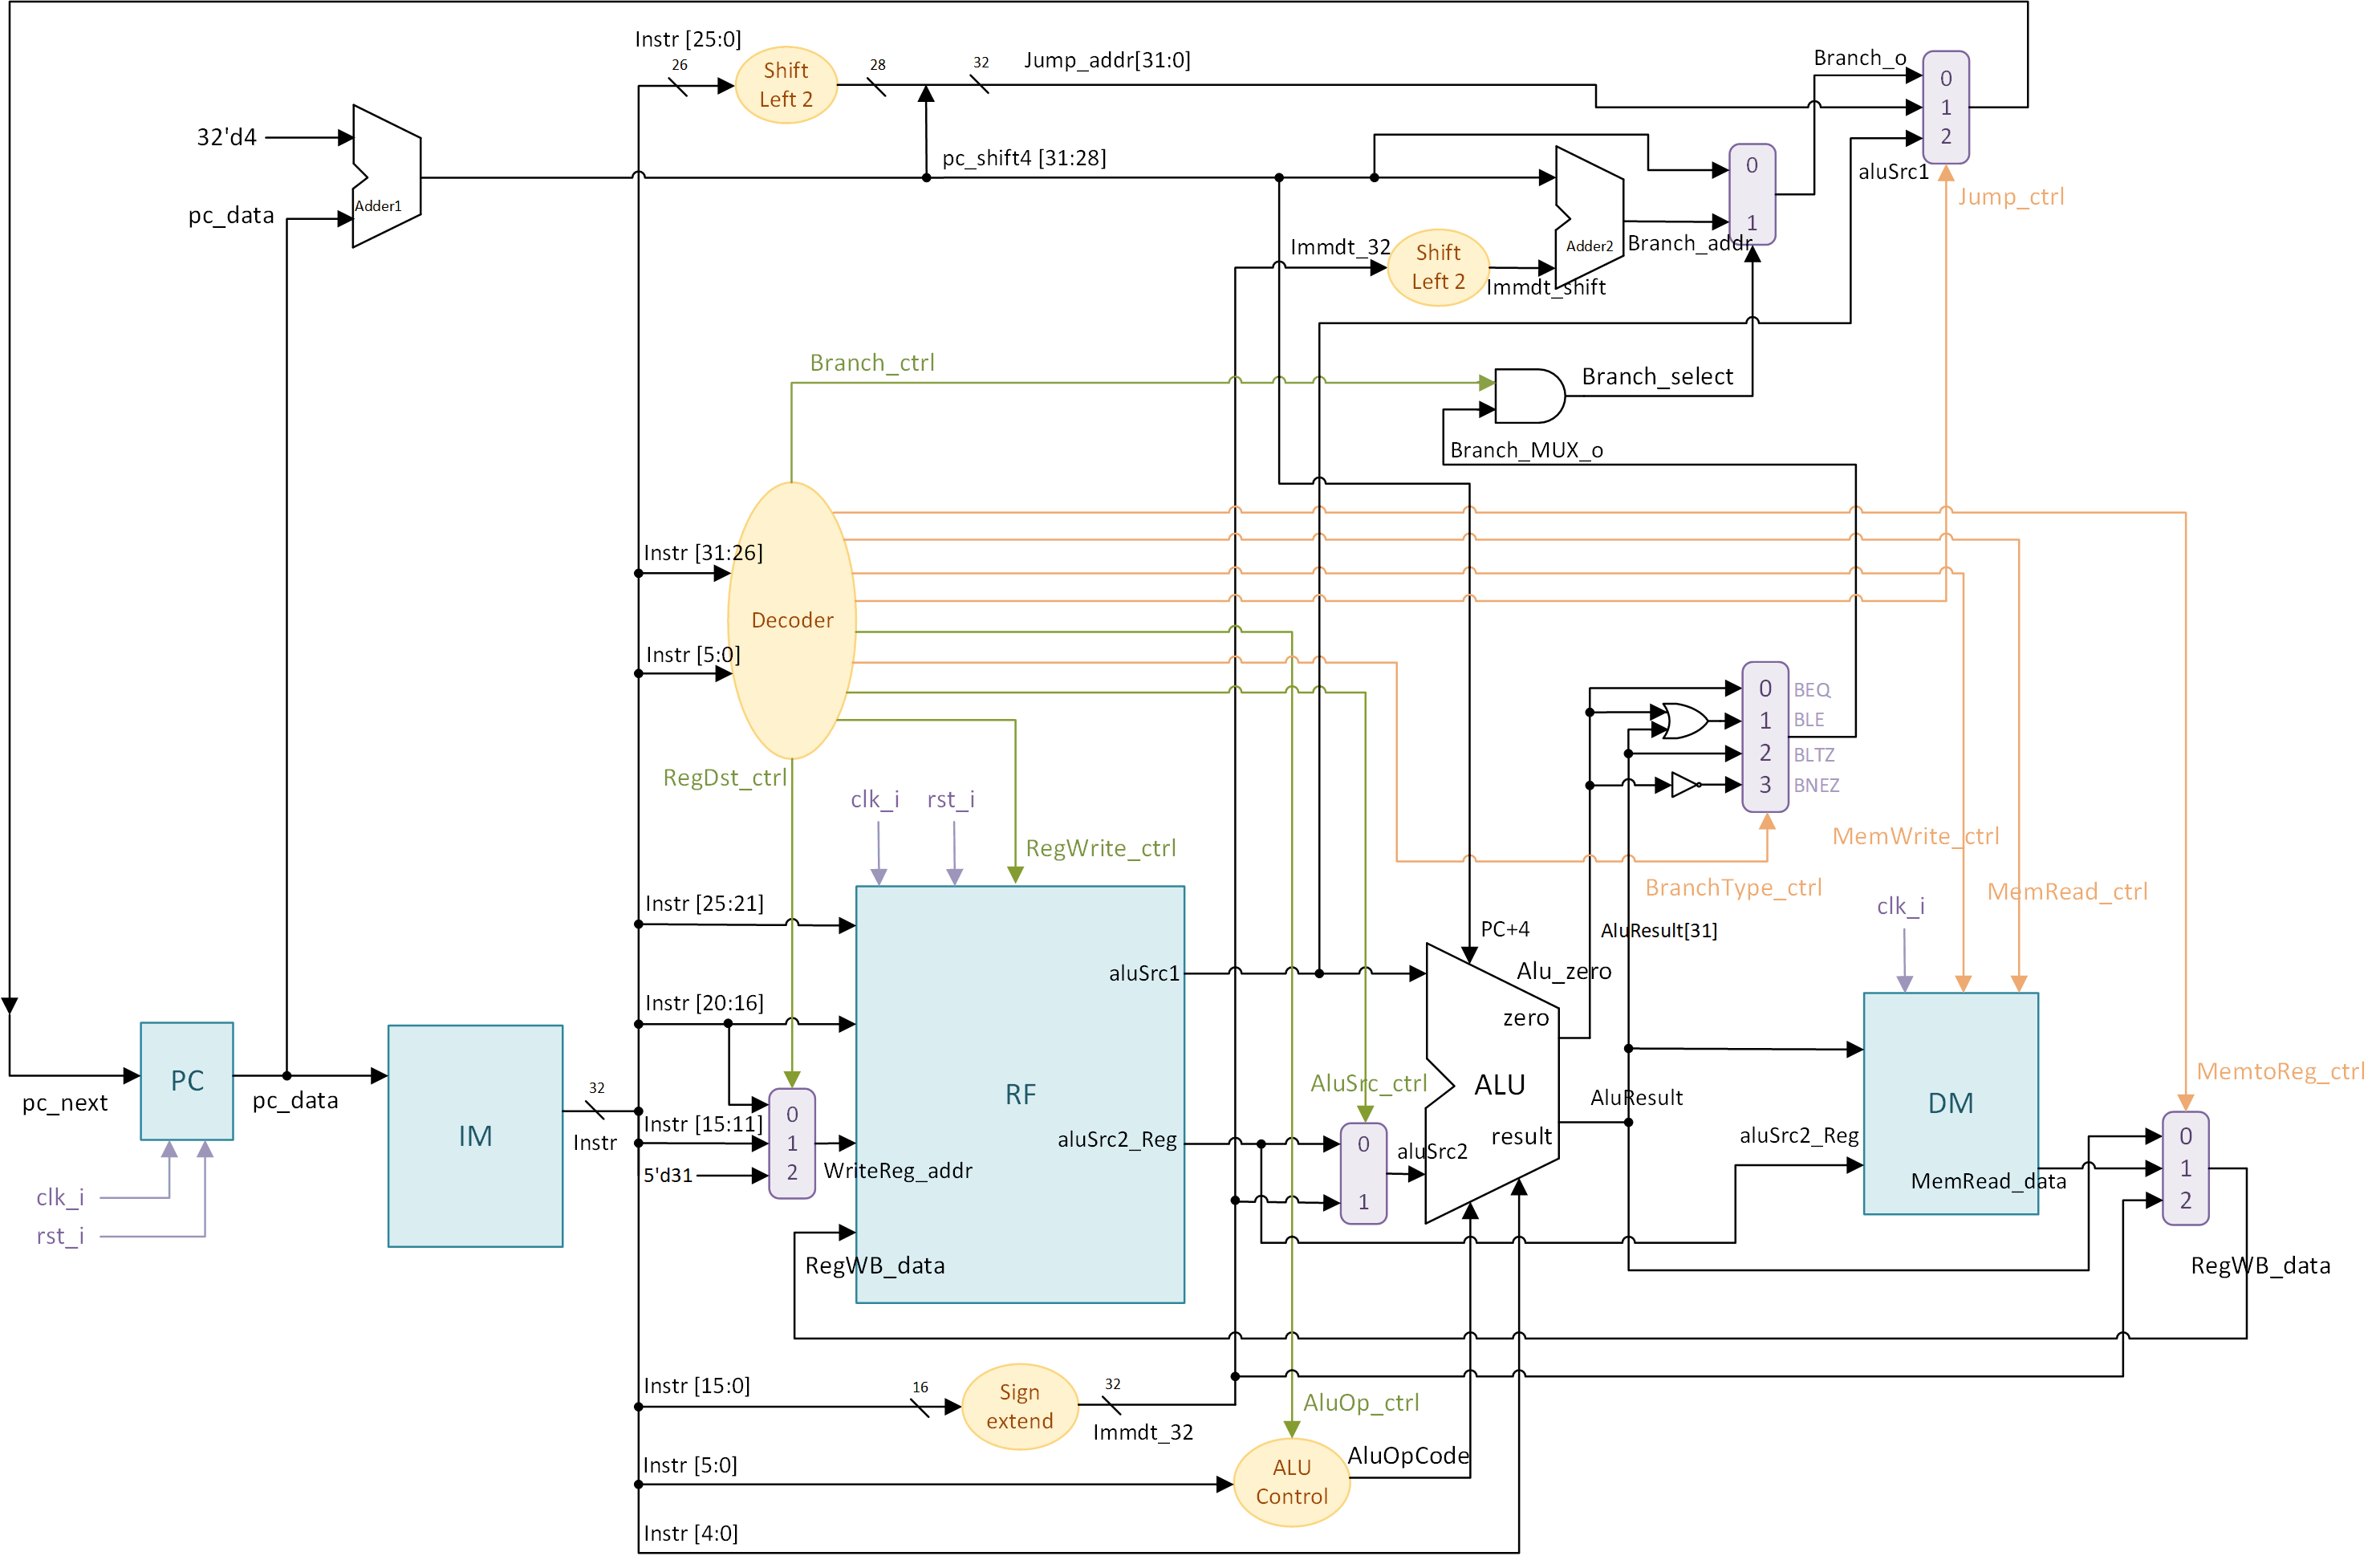 Instr [25:0]
26
Shift
Left 2
28
32
Jump_addr[31:0]
Branch_o
0
1
2
aluSrc1
Jump_ctrl
32'd4
pc_data
Adder1
pc_shift4 [31:28]
Immdt_32
Shift
Left 2
Immdt_shift
Adder2
Branch_addr
0
1
Branch_ctrl
Branch_select
Branch_MUX_o
Instr [31:26]
Decoder
Instr [5:0]
RegDst_ctrl
clk_i
rst_i
RegWrite_ctrl
0
1
2
3
BEQ
BLE
BLTZ
BNEZ
BranchType_ctrl
MemWrite_ctrl
MemRead_ctrl
clk_i
Instr [25:21]
Instr [20:16]
Instr [15:11]
5'd31
0
1
2
WriteReg_addr
RegWB_data
RF
aluSrc1
aluSrc2_Reg
PC+4
Alu_zero
zero
ALU
result
AluResult[31]
AluResult
AluSrc_ctrl
0
1
aluSrc2
aluSrc2_Reg
DM
MemRead_data
MemtoReg_ctrl
0
1
2
RegWB_data
pc_next
PC
pc_data
clk_i
rst_i
IM
32
Instr
Instr [15:0]
16
Sign
extend
32
Immdt_32
AluOp_ctrl
Instr [5:0]
ALU
Control
AluOpCode
Instr [4:0]